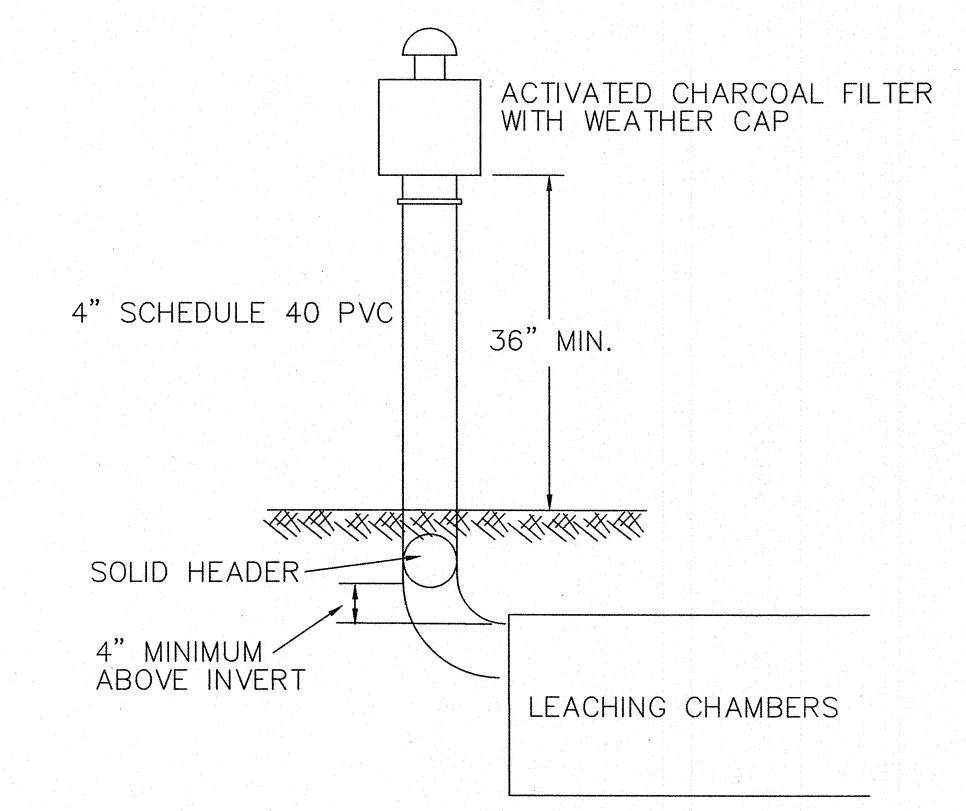 ACTIVATED CHARCOAL FILTER
WITH WEATHER CAP
4” SCHEDULE 40 PVC
36” MIN.
SOLID HEADER
4” MINIMUM
ABOVE INVERT
LEACHING CHAMBERS